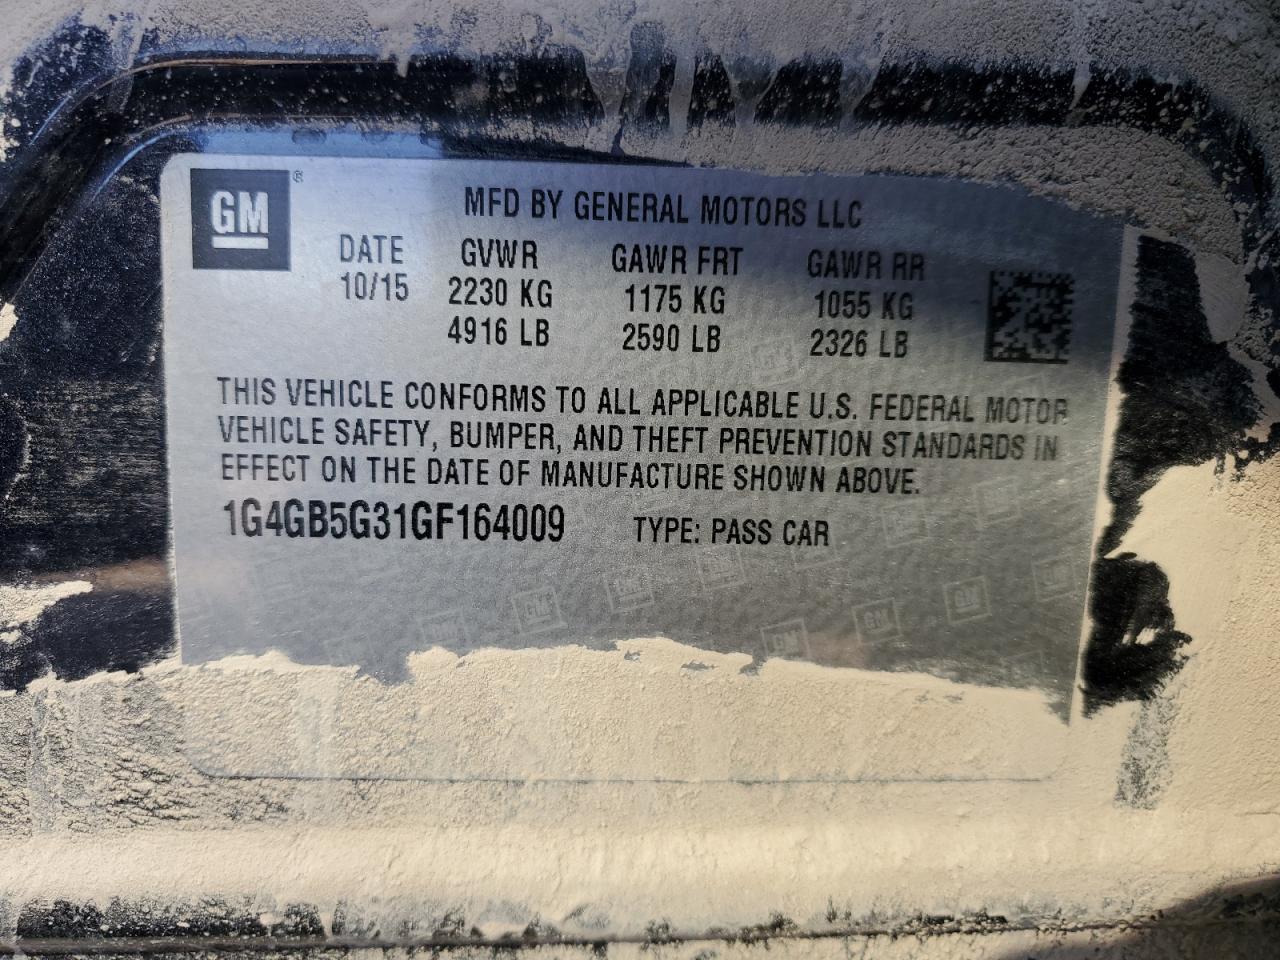 GM®
MFD BY GENERAL MOTORS LLC
DATE GVWR GAWR FRT GAWR RR
10/15 2230 KG 1175 KG 1055 KG
4916 LB 2590 LB 2326 LB
THIS VEHICLE CONFORMS TO ALL APPLICABLE U.S. FEDERAL MOTOR
VEHICLE SAFETY, BUMPER, AND THEFT PREVENTION STANDARDS IN
EFFECT ON THE DATE OF MANUFACTURE SHOWN ABOVE.
1G4GB5G31GF164009 TYPE: PASS CAR